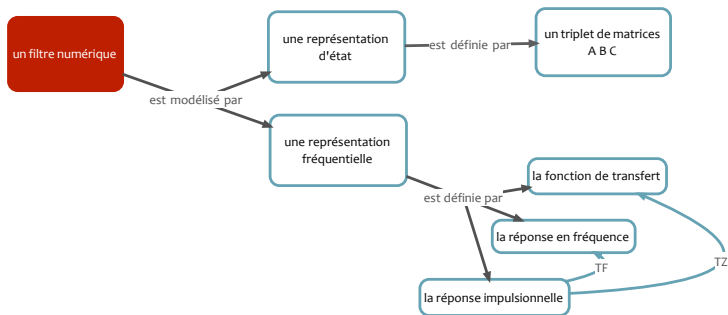 un filtre numérique
est modélisé par
une représentation
d'état
est définie par
un triplet de matrices
A B C
une représentation
fréquentielle
est définie par
la fonction de transfert
la réponse en fréquence
la réponse impulsionnelle
TF
TZ